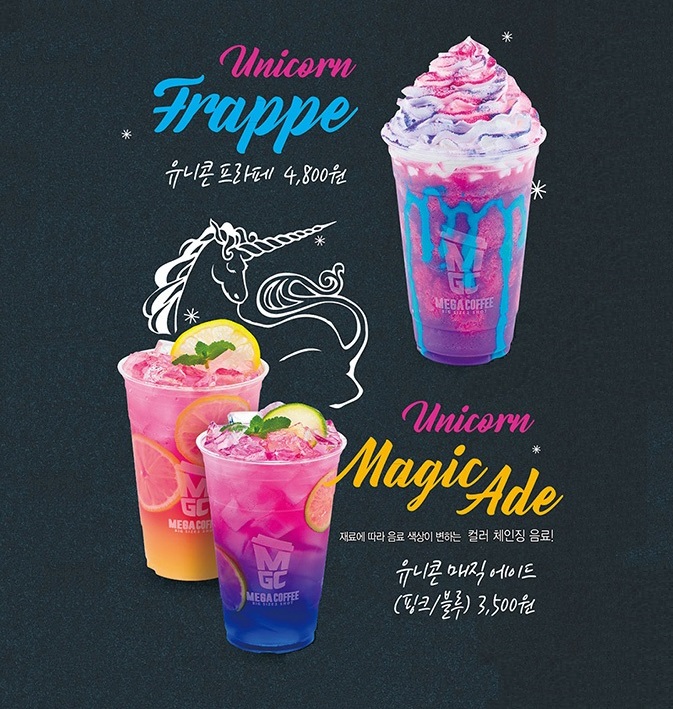 Unicorn
Frappe
유니콘 프라페 4,800원
MGC
MEGA COFFEE
BIG SIZE & SHOT
Unicorn
Magic
Ade
재료에 따라 음료 색상이 변하는 컬러 체인징 음료!
유니콘 매직 에이드
(핑크/블루) 3,500원
MGC
MEGA COFFEE
MGC
MEGA COFFEE